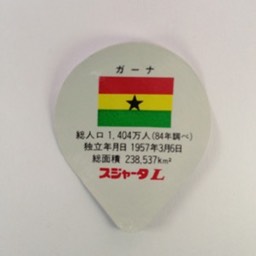 ガーナ
総人口 1,404万人(84年調べ)
独立年月日 1957年3月6日
総面積 238,537km²
スジャータL